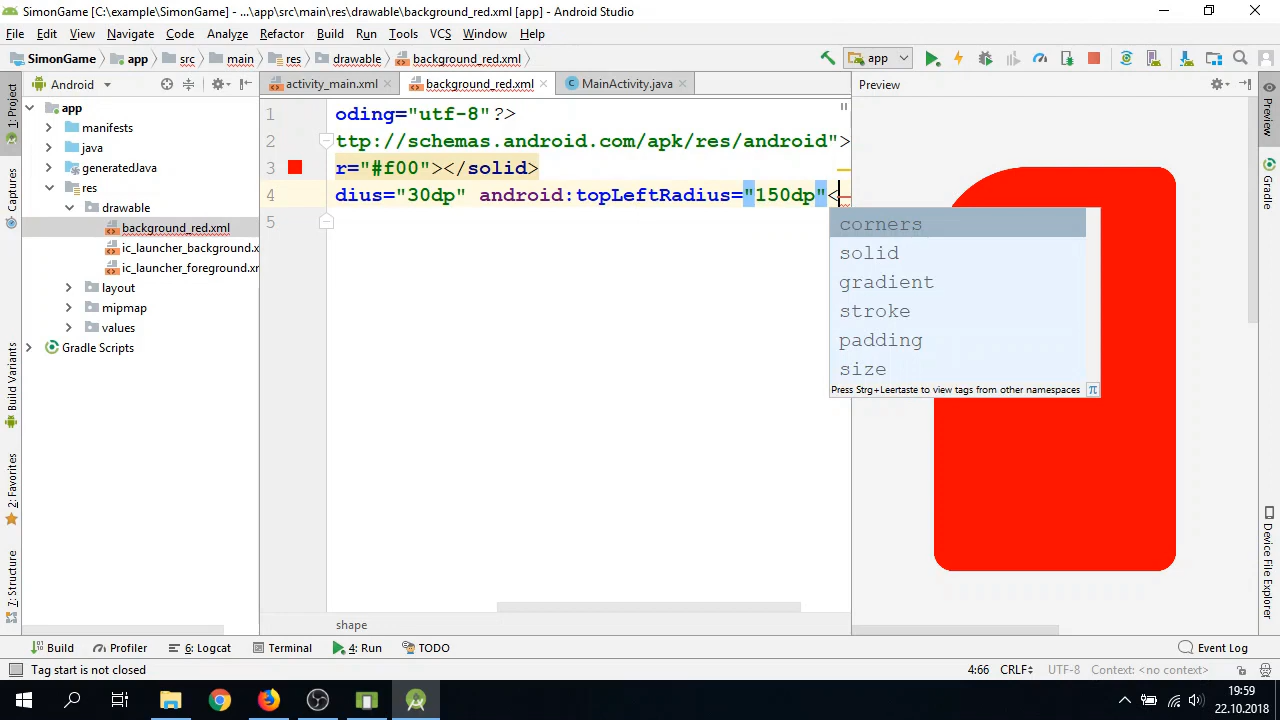 SimonGame [C:\example\SimonGame] - ...\app\src\main\res\drawable\background_red.xml [app] - Android Studio
File Edit View Navigate Code Analyze Refactor Build Run Tools VCS Window Help
SimonGame app src main res drawable background_red.xml app
1: Project
Captures
Build Variants
2: Favorites
7: Structure
Android
app
manifests
java
generatedJava
res
drawable
background_red.xml
ic_launcher_background.x
ic_launcher_foreground.xr
layout
mipmap
values
Gradle Scripts
activity_main.xml background_red.xml MainActivity.java
1 oding="utf-8"?>
2 ttp://schemas.android.com/apk/res/android">
3 r="#f00"></solid>
4 dius="30dp" android:topLeftRadius="150dp"<
5
corners
solid
gradient
stroke
padding
size
Press Strg+Leertaste to view tags from other namespaces π
shape
Preview
Preview
Gradle
Device File Explorer
Build Profiler 6: Logcat Terminal 4: Run TODO Event Log
Tag start is not closed 4:66 CRLF UTF-8 Context: <no context>
19:59
22.10.2018